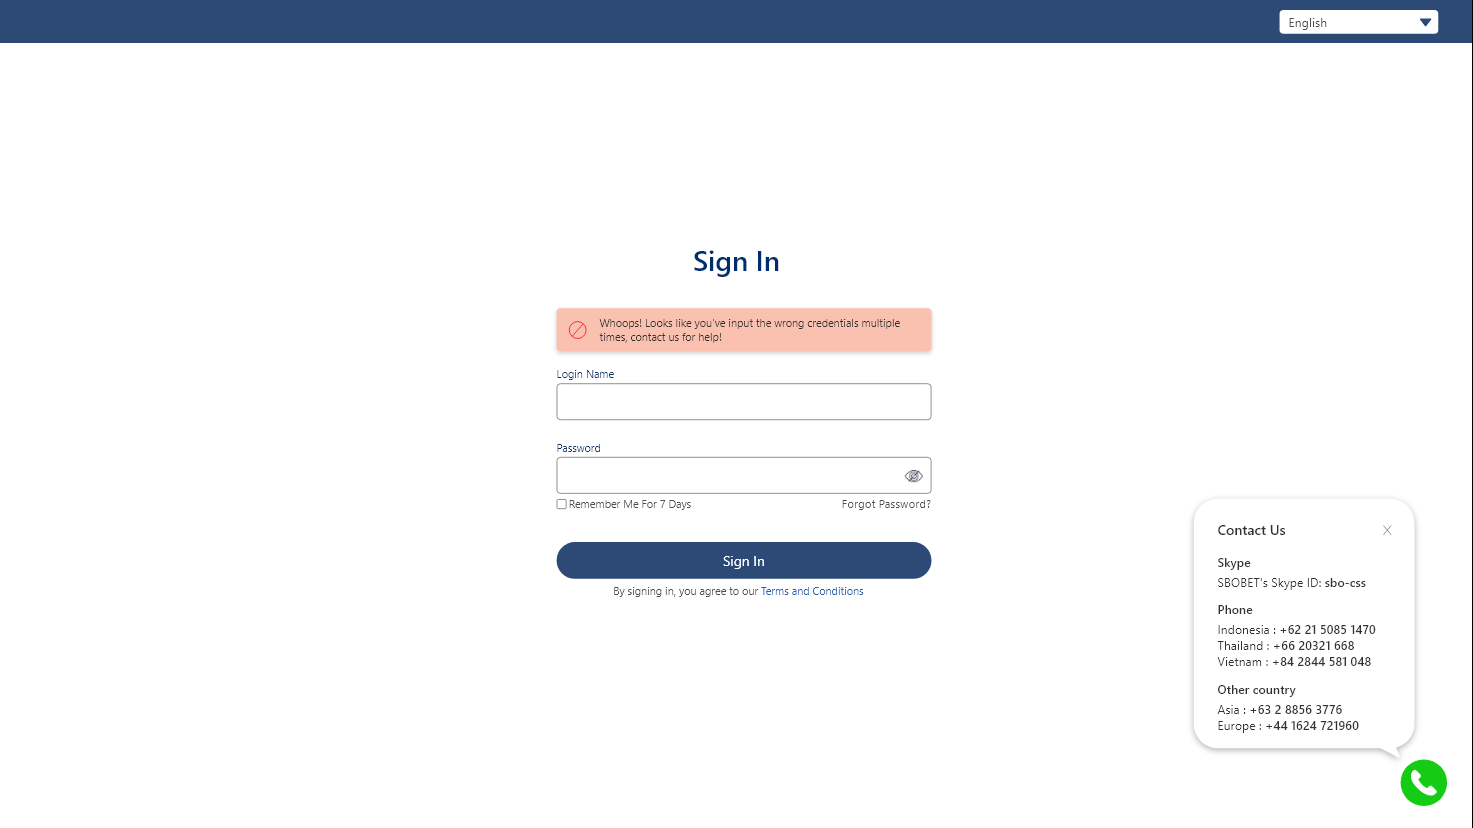 English
Sign In
Whoops! Looks like you've input the wrong credentials multiple
times, contact us for help!
Login Name
Password
Remember Me For 7 Days
Forgot Password?
Sign In
By signing in, you agree to our Terms and Conditions
Contact Us
Skype
SBOBET's Skype ID: sbo-css
Phone
Indonesia : +62 21 5085 1470
Thailand : +66 20321 668
Vietnam : +84 2844 581 048
Other country
Asia : +63 2 8856 3776
Europe : +44 1624 721960